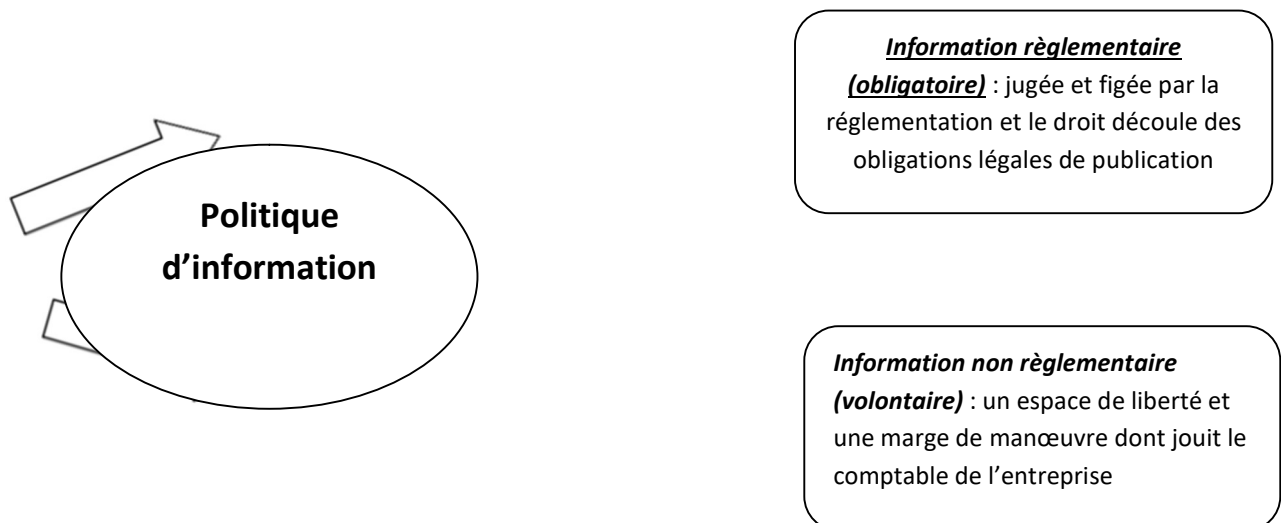 Politique
d’information
Information règlementaire
(obligatoire) : jugée et figée par la
réglementation et le droit découle des
obligations légales de publication
Information non règlementaire
(volontaire) : un espace de liberté et
une marge de manœuvre dont jouit le
comptable de l’entreprise